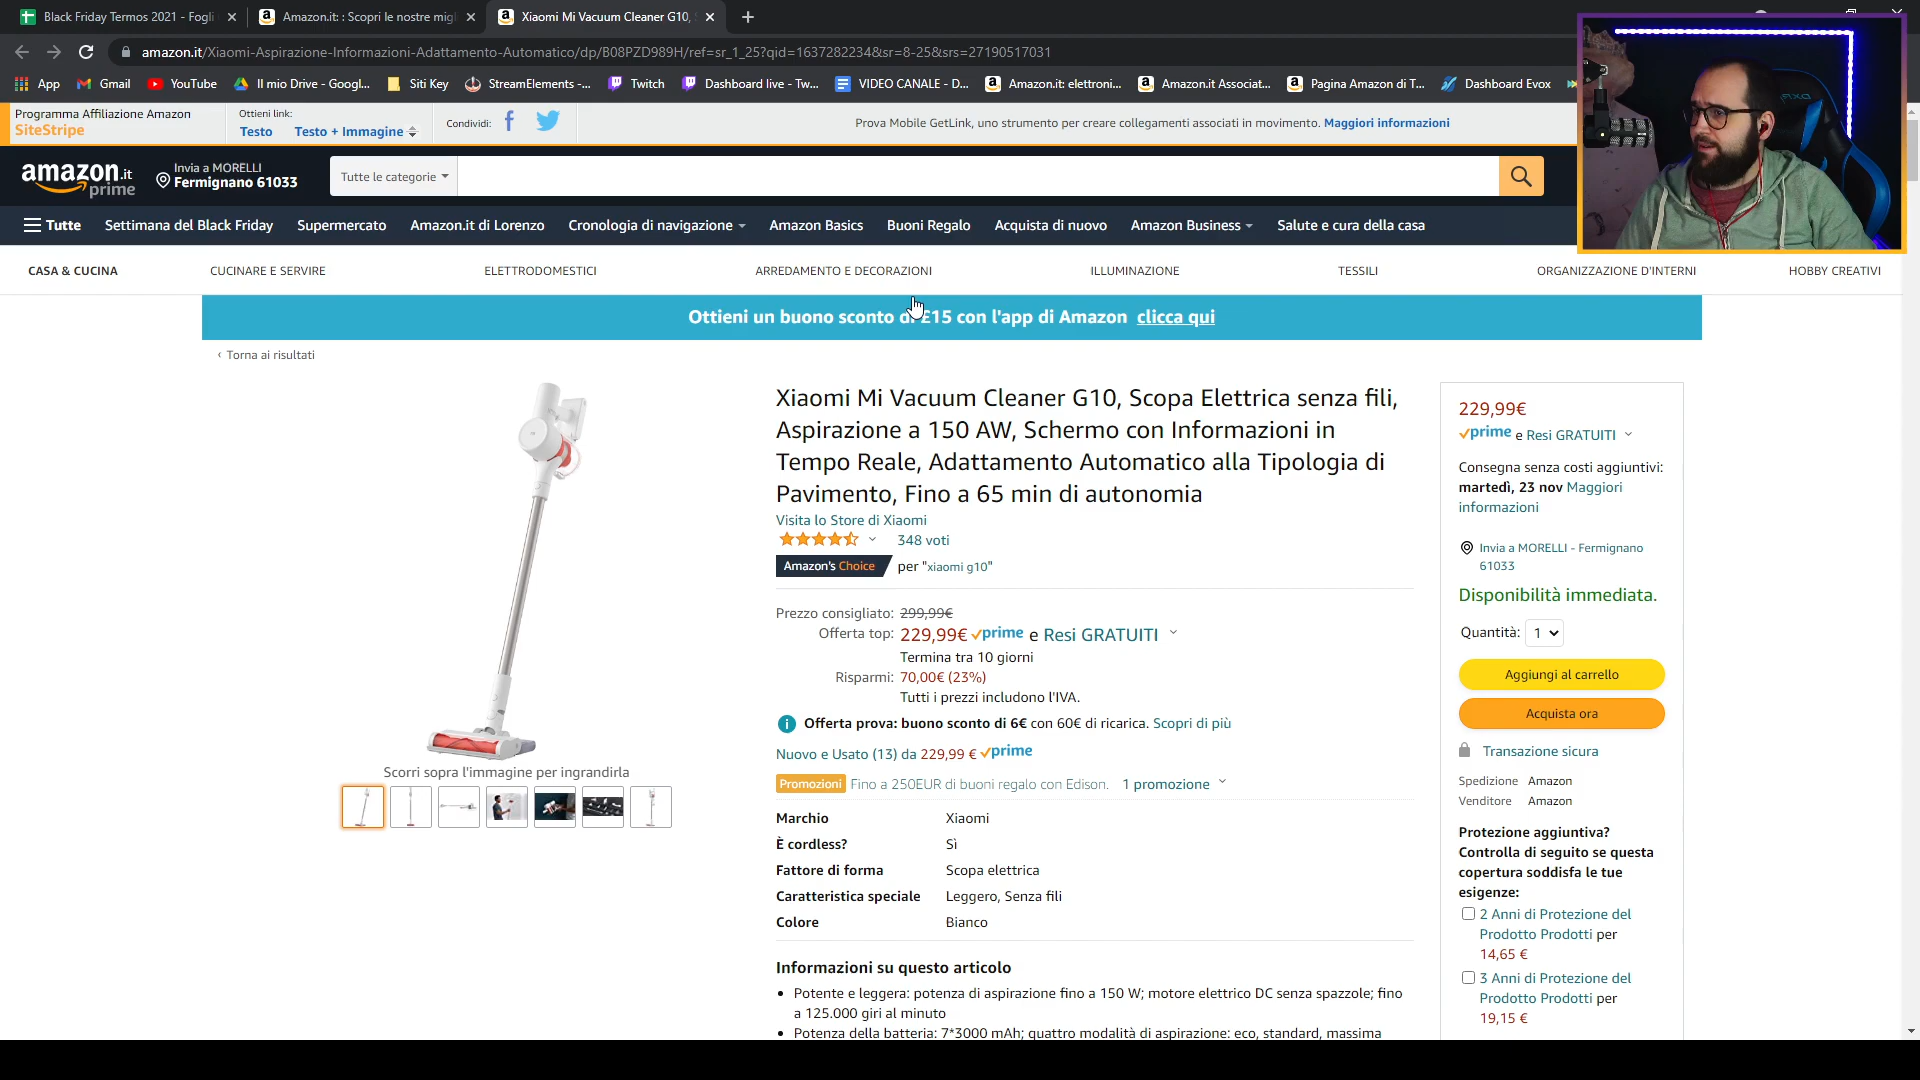 Black Friday Termos 2021 - Fogli
Amazon.it: : Scopri le nostre mig
Xiaomi Mi Vacuum Cleaner G10,
amazon.it/Xiaomi-Aspirazione-Informazioni-Adattamento-Automatico/dp/B08PZD989H/ref=sr_1_25?qid=1637282234&sr=8-25&srs=27190517031
App Gmail YouTube Il mio Drive - Googl... Siti Key StreamElements -... Twitch Dashboard live - Tw... VIDEO CANALE - D... Amazon.it: elettroni... Amazon.it Associat... Pagina Amazon di T... Dashboard Evox
Programma Affiliazione Amazon
SiteStripe
Ottieni link:
Testo Testo + Immagine
Condividi:
Prova Mobile GetLink, uno strumento per creare collegamenti associati in movimento. Maggiori informazioni
amazon.it
prime
Invia a MORELLI
Fermignano 61033
Tutte le categorie
Tutte Settimana del Black Friday Supermercato Amazon.it di Lorenzo Cronologia di navigazione Amazon Basics Buoni Regalo Acquista di nuovo Amazon Business Salute e cura della casa
CASA & CUCINA CUCINARE E SERVIRE ELETTRODOMESTICI ARREDAMENTO E DECORAZIONI ILLUMINAZIONE TESSILI ORGANIZZAZIONE D'INTERNI HOBBY CREATIVI
Ottieni un buono sconto di £15 con l'app di Amazon clicca qui
‹ Torna ai risultati
Scorri sopra l'immagine per ingrandirla
Xiaomi Mi Vacuum Cleaner G10, Scopa Elettrica senza fili,
Aspirazione a 150 AW, Schermo con Informazioni in
Tempo Reale, Adattamento Automatico alla Tipologia di
Pavimento, Fino a 65 min di autonomia
Visita lo Store di Xiaomi
348 voti
Amazon's Choice per "xiaomi g10"
Prezzo consigliato: 299,99€
Offerta top: 229,99€ prime e Resi GRATUITI
Termina tra 10 giorni
Risparmi: 70,00€ (23%)
Tutti i prezzi includono l'IVA.
Offerta prova: buono sconto di 6€ con 60€ di ricarica. Scopri di più
Nuovo e Usato (13) da 229,99 € prime
Promozioni Fino a 250EUR di buoni regalo con Edison. 1 promozione
Marchio Xiaomi
È cordless? Sì
Fattore di forma Scopa elettrica
Caratteristica speciale Leggero, Senza fili
Colore Bianco
Informazioni su questo articolo
• Potente e leggera: potenza di aspirazione fino a 150 W; motore elettrico DC senza spazzole; fino
a 125.000 giri al minuto
• Potenza della batteria: 7*3000 mAh; quattro modalità di aspirazione: eco, standard, massima
229,99€
prime e Resi GRATUITI
Consegna senza costi aggiuntivi:
martedì, 23 nov Maggiori
informazioni
Invia a MORELLI - Fermignano
61033
Disponibilità immediata.
Quantità: 1
Aggiungi al carrello
Acquista ora
Transazione sicura
Spedizione Amazon
Venditore Amazon
Protezione aggiuntiva?
Controlla di seguito se questa
copertura soddisfa le tue
esigenze:
2 Anni di Protezione del
Prodotto Prodotti per
14,65 €
3 Anni di Protezione del
Prodotto Prodotti per
19,15 €